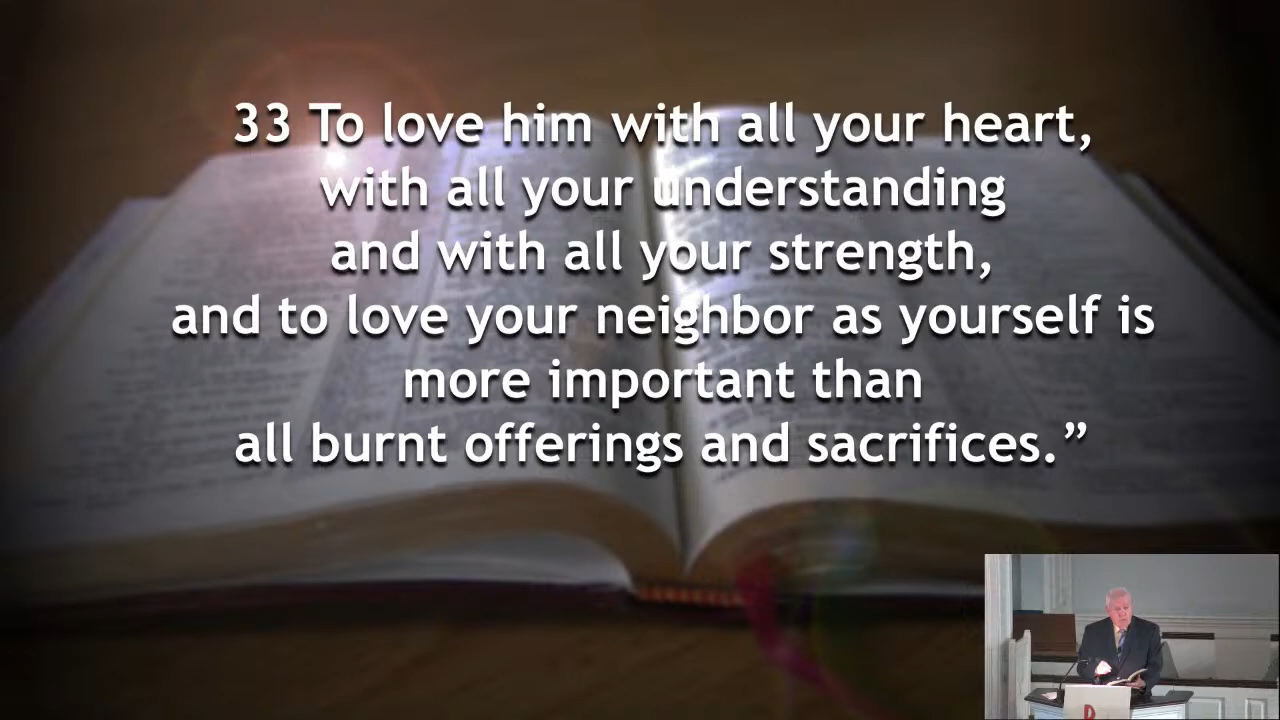 33 To love him with all your heart,
with all your understanding
and with all your strength,
and to love your neighbor as yourself is
more important than
all burnt offerings and sacrifices.”